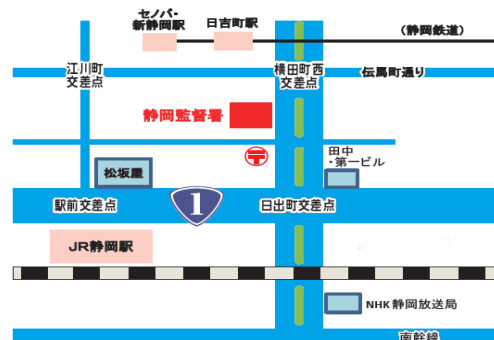 セノバ・
新静岡駅
日吉町駅
（静岡鉄道）
江川町
交差点
横田町西
交差点
伝馬町通り
静岡監督署
〒
田中
・第一ビル
松坂屋
1
駅前交差点
日出町交差点
JR静岡駅
NHK静岡放送局
南幹線